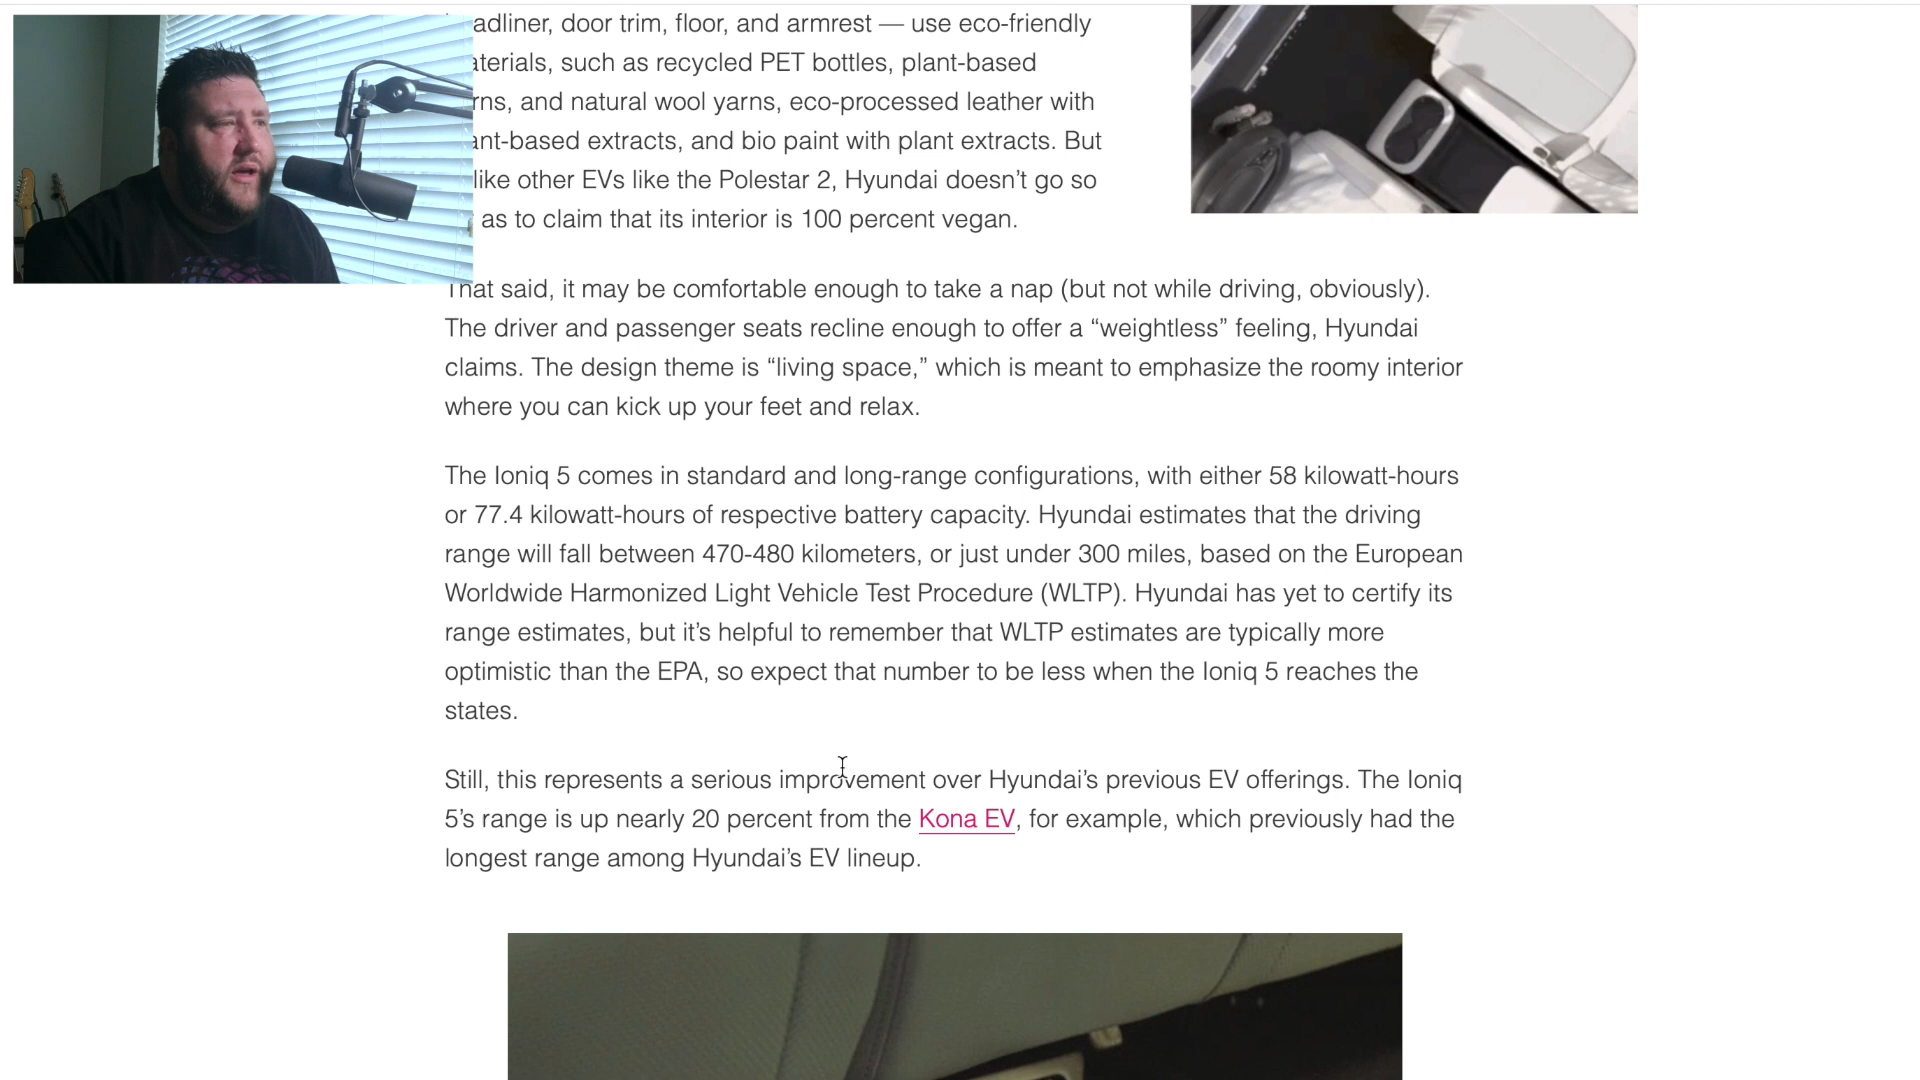 adliner, door trim, floor, and armrest — use eco-friendly
aterials, such as recycled PET bottles, plant-based
rns, and natural wool yarns, eco-processed leather with
ant-based extracts, and bio paint with plant extracts. But
like other EVs like the Polestar 2, Hyundai doesn’t go so
as to claim that its interior is 100 percent vegan.
That said, it may be comfortable enough to take a nap (but not while driving, obviously).
The driver and passenger seats recline enough to offer a “weightless” feeling, Hyundai
claims. The design theme is “living space,” which is meant to emphasize the roomy interior
where you can kick up your feet and relax.
The Ioniq 5 comes in standard and long-range configurations, with either 58 kilowatt-hours
or 77.4 kilowatt-hours of respective battery capacity. Hyundai estimates that the driving
range will fall between 470-480 kilometers, or just under 300 miles, based on the European
Worldwide Harmonized Light Vehicle Test Procedure (WLTP). Hyundai has yet to certify its
range estimates, but it’s helpful to remember that WLTP estimates are typically more
optimistic than the EPA, so expect that number to be less when the Ioniq 5 reaches the
states.
Still, this represents a serious improvement over Hyundai’s previous EV offerings. The Ioniq
5’s range is up nearly 20 percent from the Kona EV, for example, which previously had the
longest range among Hyundai’s EV lineup.